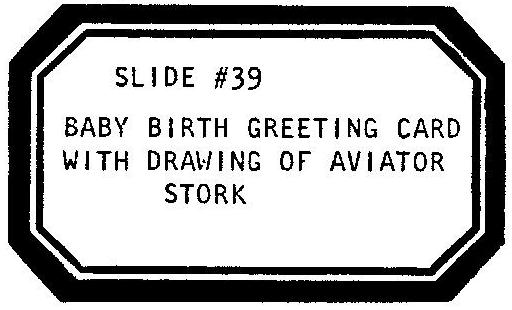 SLIDE #39
BABY BIRTH GREETING CARD
WITH DRAWING OF AVIATOR
STORK